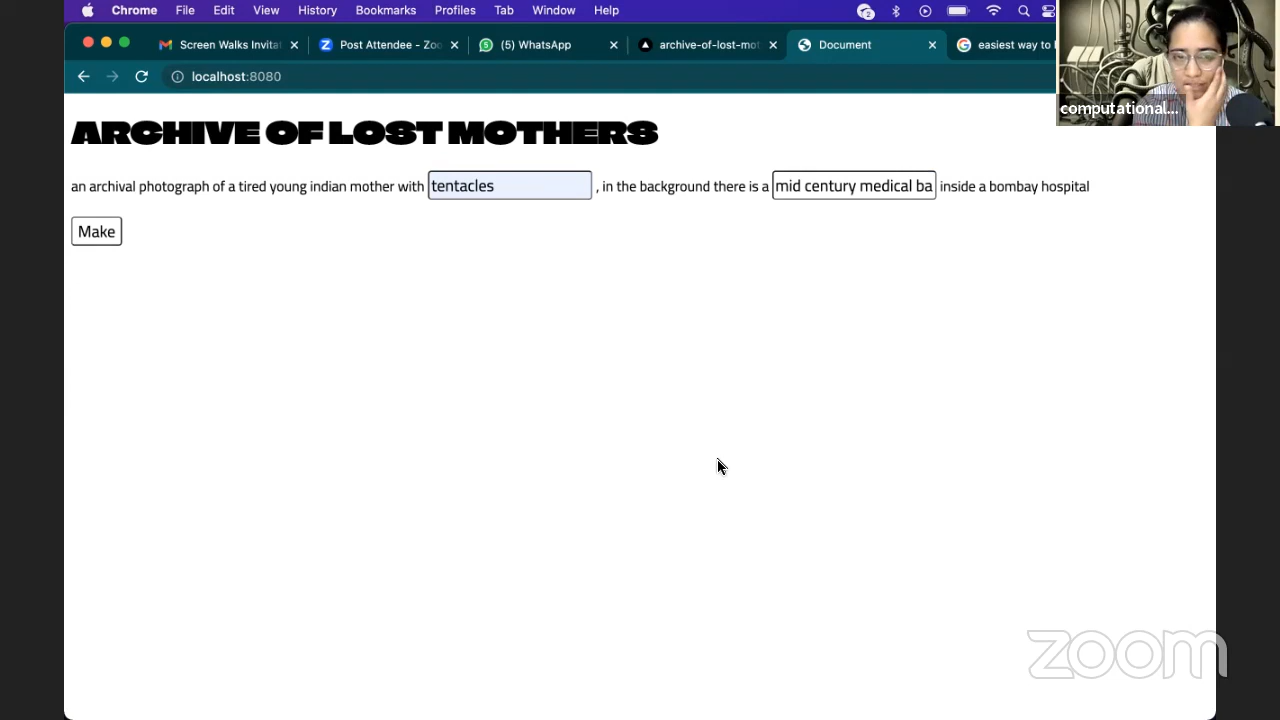 Chrome File Edit View History Bookmarks Profiles Tab Window Help
Screen Walks Invita Post Attendee - Zoo (5) WhatsApp archive-of-lost-mot Document easiest way to
localhost:8080
computational...
ARCHIVE OF LOST MOTHERS
an archival photograph of a tired young indian mother with tentacles , in the background there is a mid century medical ba inside a bombay hospital
Make
zoom